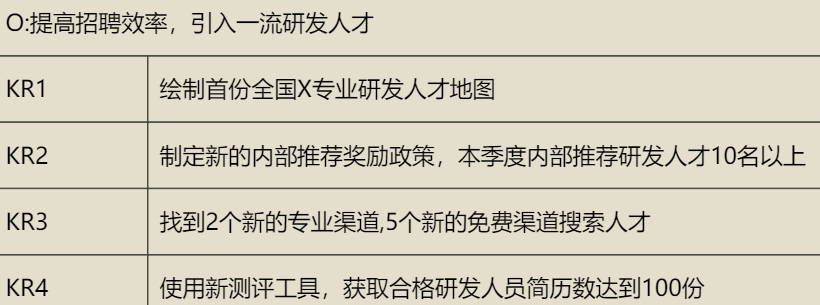 O:提高招聘效率，引入一流研发人才
KR1 绘制首份全国X专业研发人才地图
KR2 制定新的内部推荐奖励政策，本季度内部推荐研发人才10名以上
KR3 找到2个新的专业渠道,5个新的免费渠道搜索人才
KR4 使用新测评工具，获取合格研发人员简历数达到100份